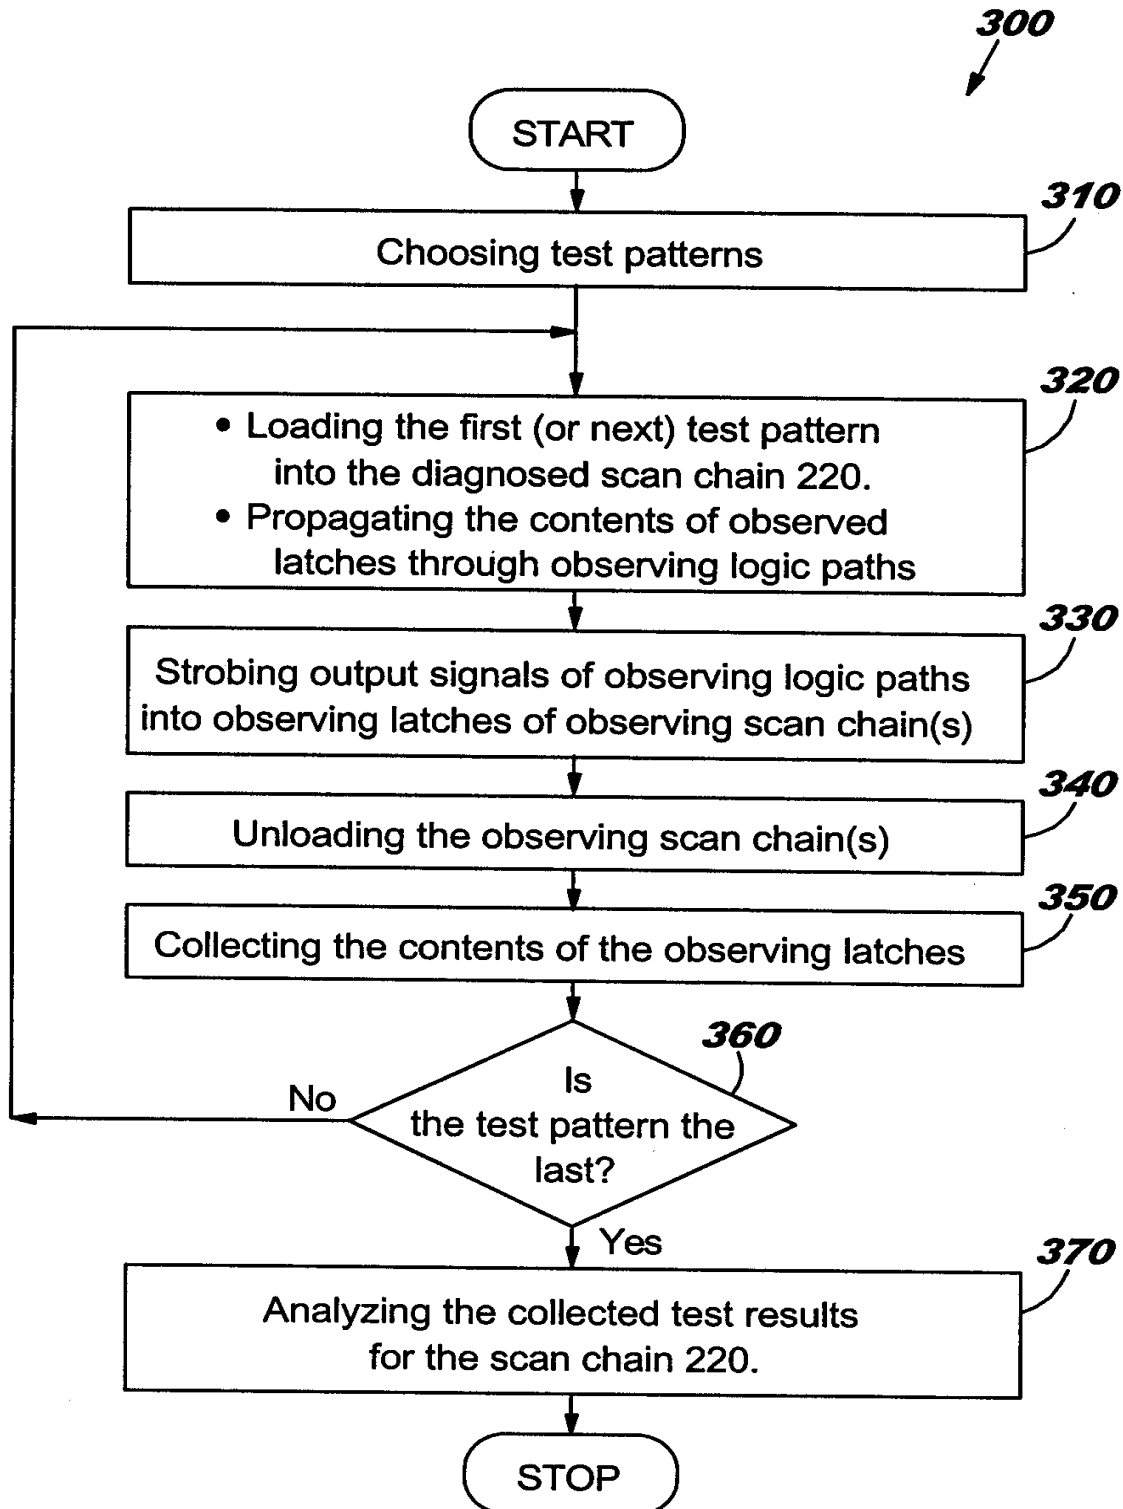 300
START
310
Choosing test patterns
320
• Loading the first (or next) test pattern
into the diagnosed scan chain 220.
• Propagating the contents of observed
latches through observing logic paths
330
Strobing output signals of observing logic paths
into observing latches of observing scan chain(s)
340
Unloading the observing scan chain(s)
350
Collecting the contents of the observing latches
360
Is
the test pattern the
last?
No
Yes
370
Analyzing the collected test results
for the scan chain 220.
STOP